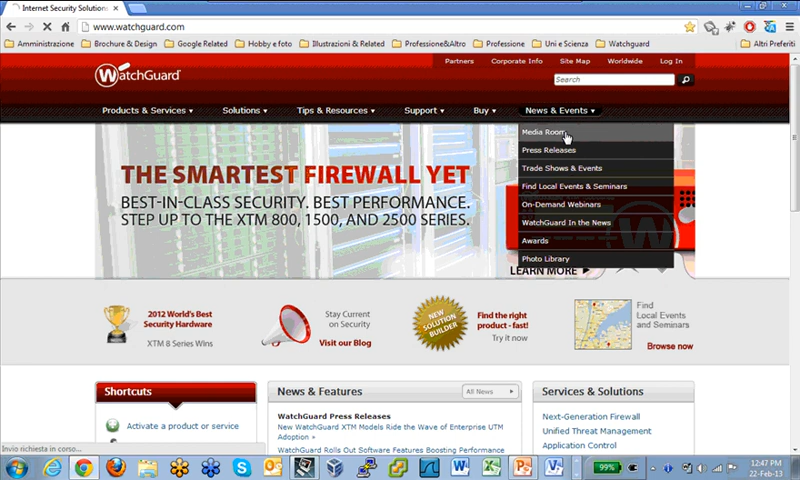 Internet Security Solution
www.watchguard.com
Amministrazione
Brochure & Design
Google Related
Hobby e foto
Illustrazioni & Related
Professione&Altro
Professione
Uni e Scienza
Watchguard
Altri Preferiti
Partners
Corporate Info
Site Map
Worldwide
Log In
WatchGuard
Search
Products & Services
Solutions
Tips & Resources
Support
Buy
News & Events
Media Room
Press Releases
Trade Shows & Events
Find Local Events & Seminars
On-Demand Webinars
WatchGuard In the News
Awards
Photo Library
THE SMARTEST FIREWALL YET
BEST-IN-CLASS SECURITY. BEST PERFORMANCE.
STEP UP TO THE XTM 800, 1500, AND 2500 SERIES.
LEARN MORE
2012 World's Best
Security Hardware
XTM 8 Series Wins
Stay Current
on Security
Visit our Blog
NEW
SOLUTION
BUILDER
Find the right
product - fast!
Try it now
Find
Local Events
and Seminars
Browse now
Shortcuts
Activate a product or service
News & Features
All News
WatchGuard Press Releases
New WatchGuard XTM Models Ride the Wave of Enterprise UTM
Adoption »
WatchGuard Rolls Out Software Features Boosting Performance
Services & Solutions
Next-Generation Firewall
Unified Threat Management
Application Control
Invio richiesta in corso...
99%
12:47 PM
22-Feb-13